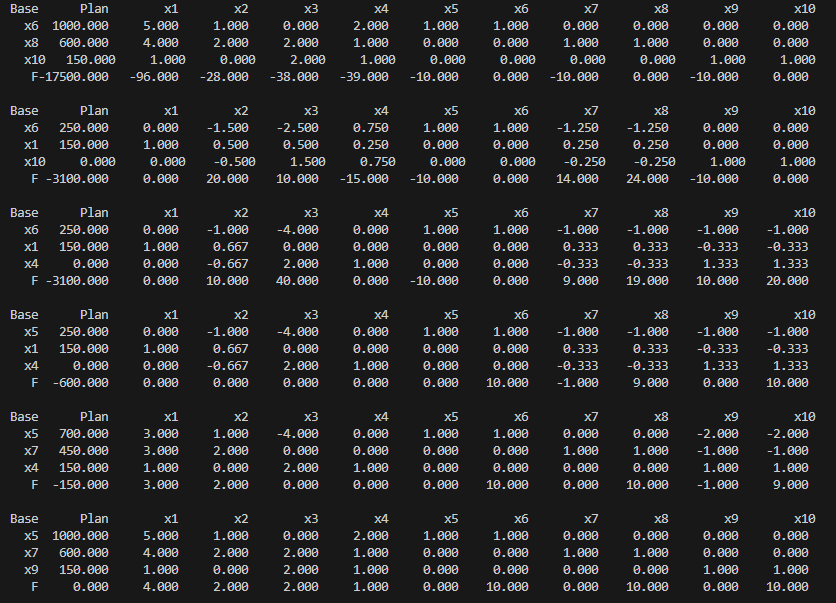 Base Plan x1 x2 x3 x4 x5 x6 x7 x8 x9 x10
x6 1000.000 5.000 1.000 0.000 2.000 1.000 1.000 0.000 0.000 0.000 0.000
x8 600.000 4.000 2.000 2.000 1.000 0.000 0.000 1.000 1.000 0.000 0.000
x10 150.000 1.000 0.000 2.000 1.000 0.000 0.000 0.000 0.000 1.000 1.000
F-17500.000 -96.000 -28.000 -38.000 -39.000 -10.000 0.000 -10.000 0.000 -10.000 0.000
Base Plan x1 x2 x3 x4 x5 x6 x7 x8 x9 x10
x6 250.000 0.000 -1.500 -2.500 0.750 1.000 1.000 -1.250 -1.250 0.000 0.000
x1 150.000 1.000 0.500 0.500 0.250 0.000 0.000 0.250 0.250 0.000 0.000
x10 0.000 0.000 -0.500 1.500 0.750 0.000 0.000 -0.250 -0.250 1.000 1.000
F -3100.000 0.000 20.000 10.000 -15.000 -10.000 0.000 14.000 24.000 -10.000 0.000
Base Plan x1 x2 x3 x4 x5 x6 x7 x8 x9 x10
x6 250.000 0.000 -1.000 -4.000 0.000 1.000 1.000 -1.000 -1.000 -1.000 -1.000
x1 150.000 1.000 0.667 0.000 0.000 0.000 0.000 0.333 0.333 -0.333 -0.333
x4 0.000 0.000 -0.667 2.000 1.000 0.000 0.000 -0.333 -0.333 1.333 1.333
F -3100.000 0.000 10.000 40.000 0.000 -10.000 0.000 9.000 19.000 10.000 20.000
Base Plan x1 x2 x3 x4 x5 x6 x7 x8 x9 x10
x5 250.000 0.000 -1.000 -4.000 0.000 1.000 1.000 -1.000 -1.000 -1.000 -1.000
x1 150.000 1.000 0.667 0.000 0.000 0.000 0.000 0.333 0.333 -0.333 -0.333
x4 0.000 0.000 -0.667 2.000 1.000 0.000 0.000 -0.333 -0.333 1.333 1.333
F -600.000 0.000 0.000 0.000 0.000 0.000 10.000 -1.000 9.000 0.000 10.000
Base Plan x1 x2 x3 x4 x5 x6 x7 x8 x9 x10
x5 700.000 3.000 1.000 -4.000 0.000 1.000 1.000 0.000 0.000 -2.000 -2.000
x7 450.000 3.000 2.000 0.000 0.000 0.000 0.000 1.000 1.000 -1.000 -1.000
x4 150.000 1.000 0.000 2.000 1.000 0.000 0.000 0.000 0.000 1.000 1.000
F -150.000 3.000 2.000 0.000 0.000 0.000 10.000 0.000 10.000 -1.000 9.000
Base Plan x1 x2 x3 x4 x5 x6 x7 x8 x9 x10
x5 1000.000 5.000 1.000 0.000 2.000 1.000 1.000 0.000 0.000 0.000 0.000
x7 600.000 4.000 2.000 2.000 1.000 0.000 0.000 1.000 1.000 0.000 0.000
x9 150.000 1.000 0.000 2.000 1.000 0.000 0.000 0.000 0.000 1.000 1.000
F 0.000 4.000 2.000 2.000 1.000 0.000 10.000 0.000 10.000 0.000 10.000